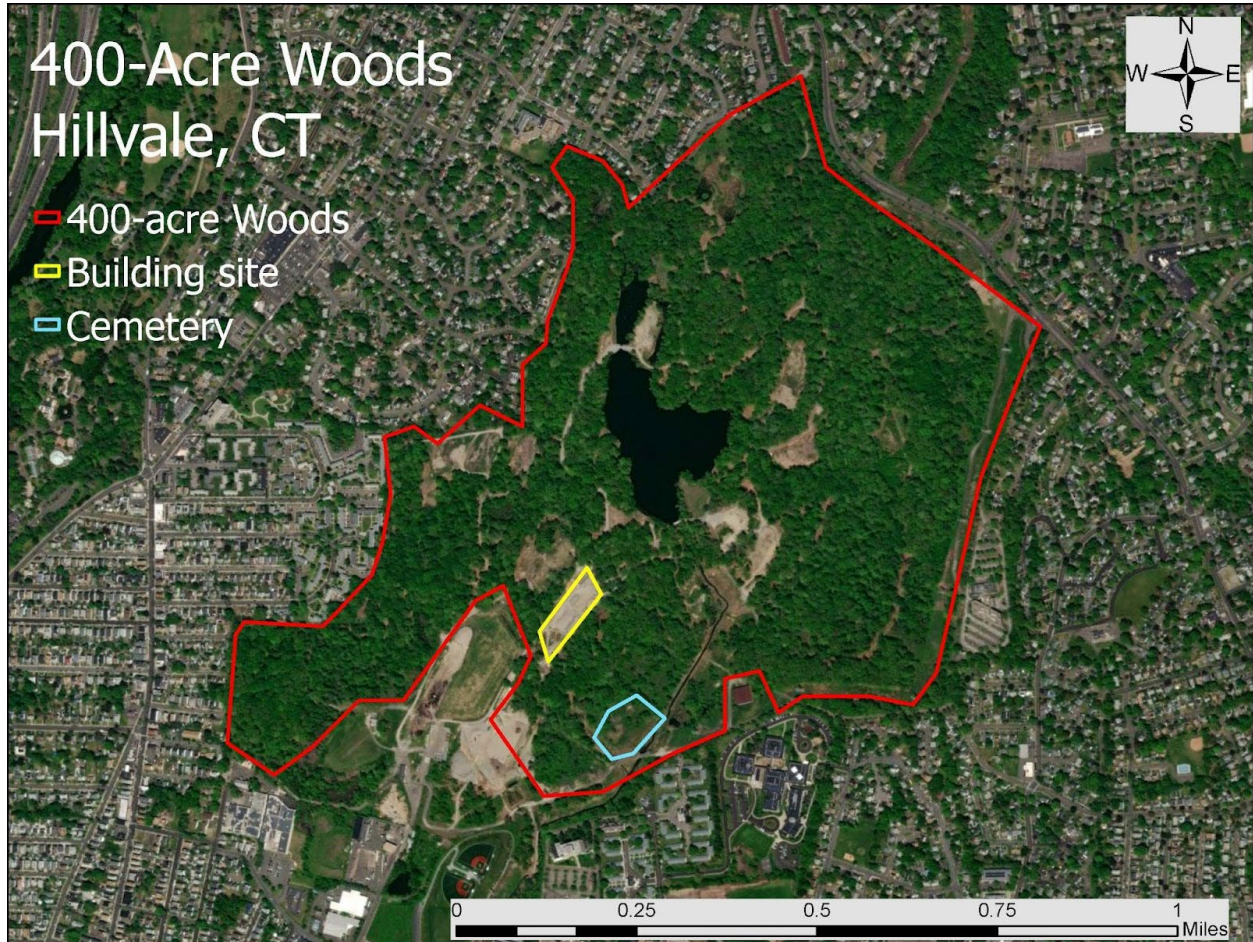 400-Acre Woods
Hillvale, CT
400-acre Woods
Building site
Cemetery
N
W E
S
0 0.25 0.5 0.75 1
Miles